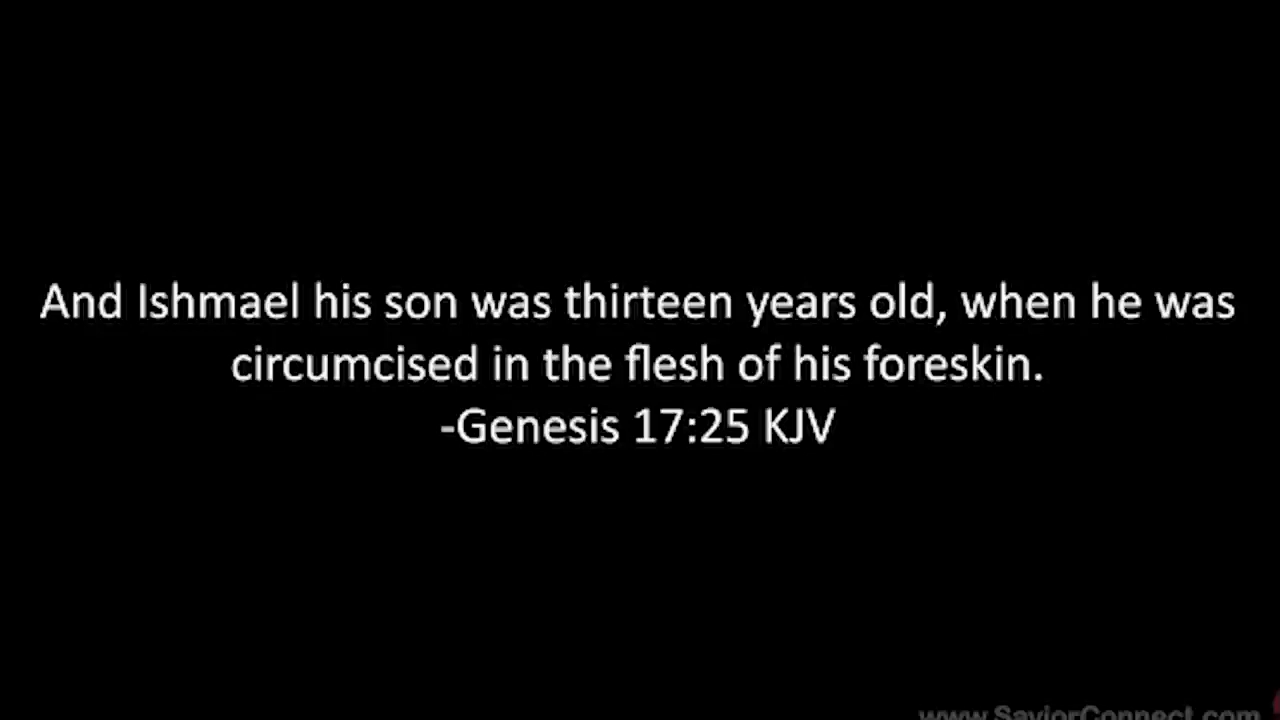 And Ishmael his son was thirteen years old, when he was
circumcised in the flesh of his foreskin.
-Genesis 17:25 KJV
www.SaviorConnect.com